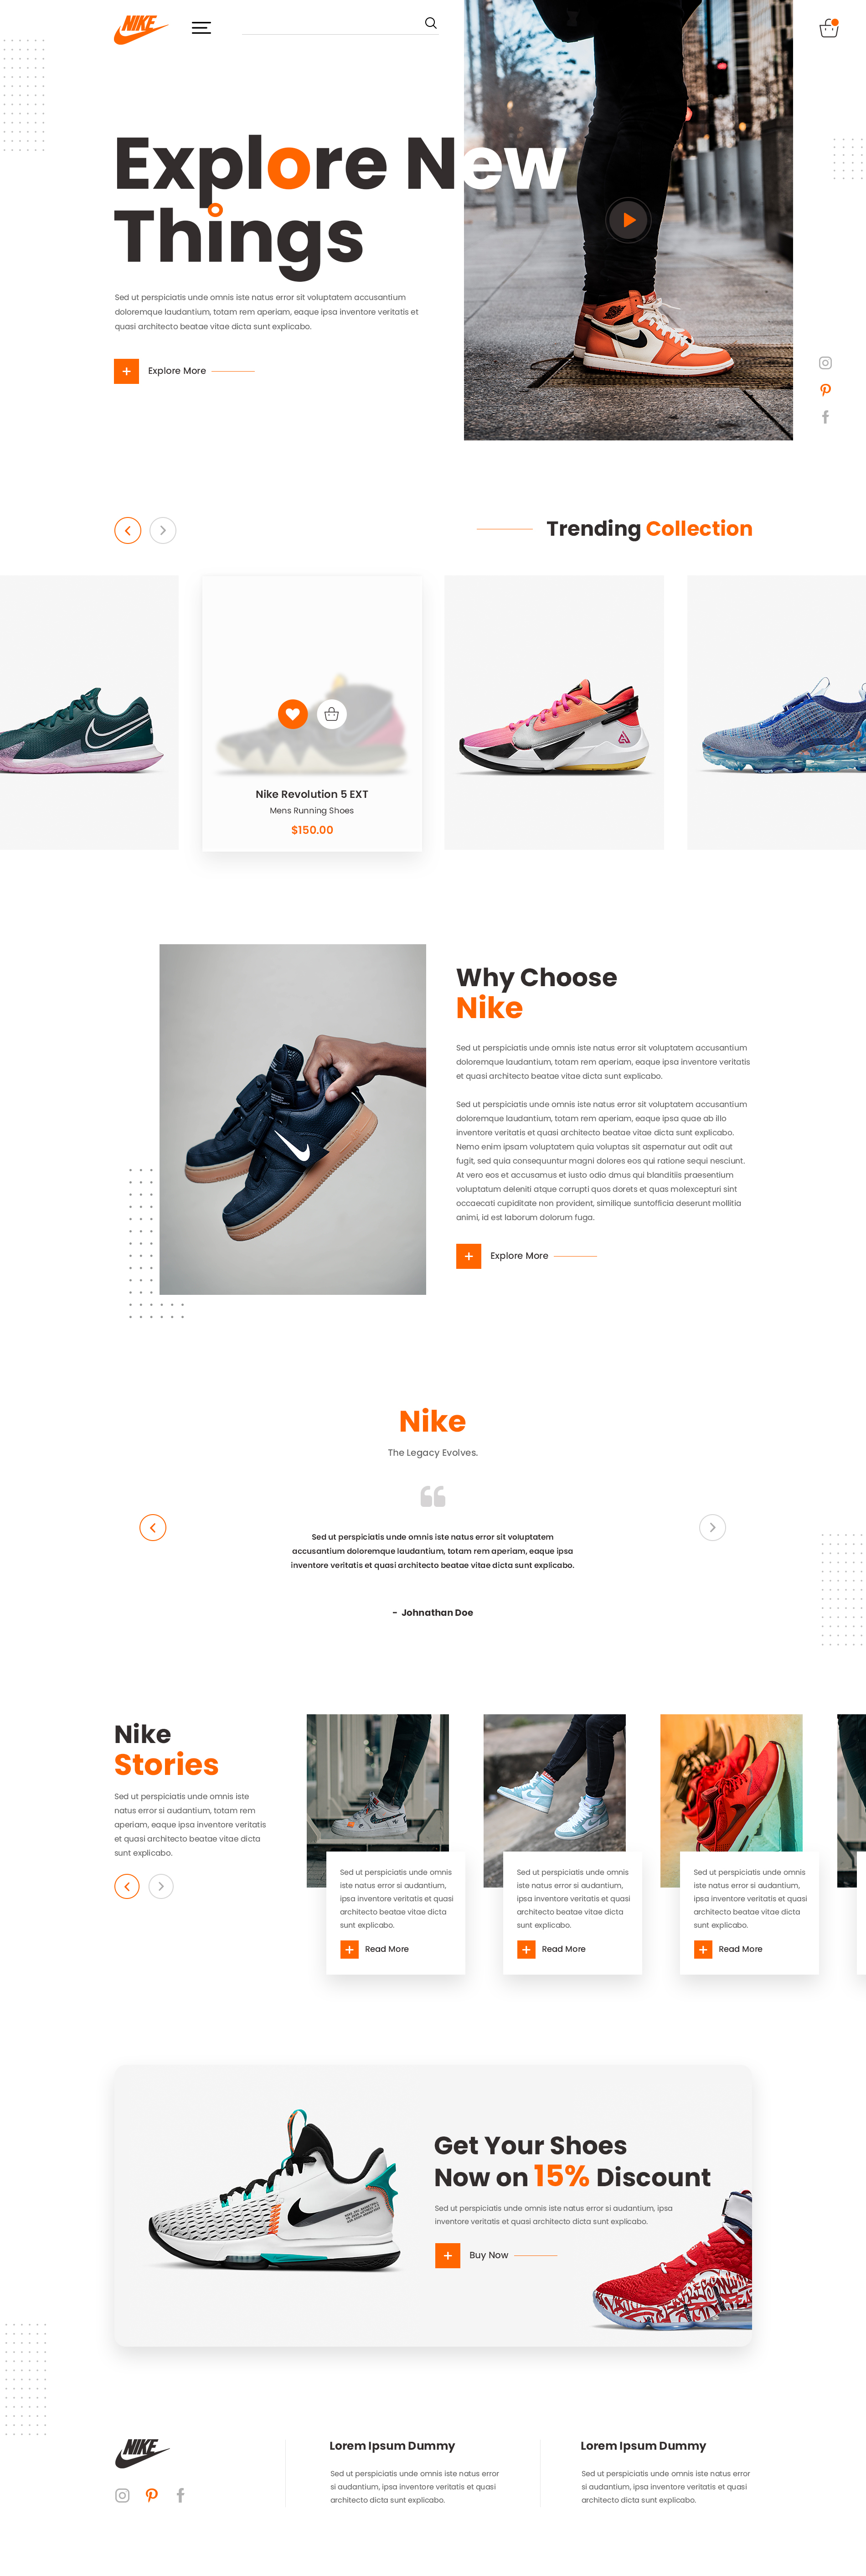 NIKE
Explore New
Things
Sed ut perspiciatis unde omnis iste natus error sit voluptatem accusantium
doloremque laudantium, totam rem aperiam, eaque ipsa inventore veritatis et
quasi architecto beatae vitae dicta sunt explicabo.
Explore More
Trending Collection
Nike Revolution 5 EXT
Mens Running Shoes
$150.00
Why Choose
Nike
Sed ut perspiciatis unde omnis iste natus error sit voluptatem accusantium
doloremque laudantium, totam rem aperiam, eaque ipsa inventore veritatis
et quasi architecto beatae vitae dicta sunt explicabo.
Sed ut perspiciatis unde omnis iste natus error sit voluptatem accusantium
doloremque laudantium, totam rem aperiam, eaque ipsa quae ab illo
inventore veritatis et quasi architecto beatae vitae dicta sunt explicabo.
Nemo enim ipsam voluptatem quia voluptas sit aspernatur aut odit aut
fugit, sed quia consequuntur magni dolores eos qui ratione sequi nesciunt.
At vero eos et accusamus et iusto odio dmus qui blanditiis praesentium
voluptatum deleniti atque corrupti quos dorets et quas molexcepturi sint
occaecati cupiditate non provident, similique suntofficia deserunt mollitia
animi, id est laborum dolorum fuga.
Explore More
Nike
The Legacy Evolves.
Sed ut perspiciatis unde omnis iste natus error sit voluptatem
accusantium doloremque laudantium, totam rem aperiam, eaque ipsa
inventore veritatis et quasi architecto beatae vitae dicta sunt explicabo.
- Johnathan Doe
Nike
Stories
Sed ut perspiciatis unde omnis iste
natus error si audantium, totam rem
aperiam, eaque ipsa inventore veritatis
et quasi architecto beatae vitae dicta
sunt explicabo.
Sed ut perspiciatis unde omnis
iste natus error si audantium,
ipsa inventore veritatis et quasi
architecto beatae vitae dicta
sunt explicabo.
Read More
Sed ut perspiciatis unde omnis
iste natus error si audantium,
ipsa inventore veritatis et quasi
architecto beatae vitae dicta
sunt explicabo.
Read More
Sed ut perspiciatis unde omnis
iste natus error si audantium,
ipsa inventore veritatis et quasi
architecto beatae vitae dicta
sunt explicabo.
Read More
Get Your Shoes
Now on 15% Discount
Sed ut perspiciatis unde omnis iste natus error si audantium, ipsa
inventore veritatis et quasi architecto dicta sunt explicabo.
Buy Now
NIKE
Lorem Ipsum Dummy
Sed ut perspiciatis unde omnis iste natus error
si audantium, ipsa inventore veritatis et quasi
architecto dicta sunt explicabo.
Lorem Ipsum Dummy
Sed ut perspiciatis unde omnis iste natus error
si audantium, ipsa inventore veritatis et quasi
architecto dicta sunt explicabo.